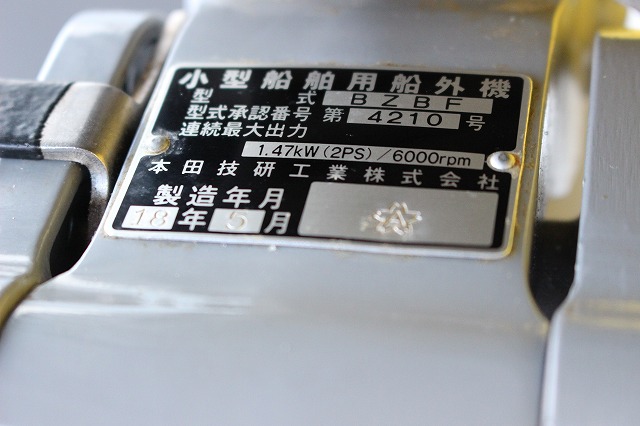 小型船舶用船外機
型式 BZBF
型式承認番号 第 4210 号
連続最大出力
1.47kW(2PS)/6000rpm
本田技研工業株式会社
製造年月
18年 5月